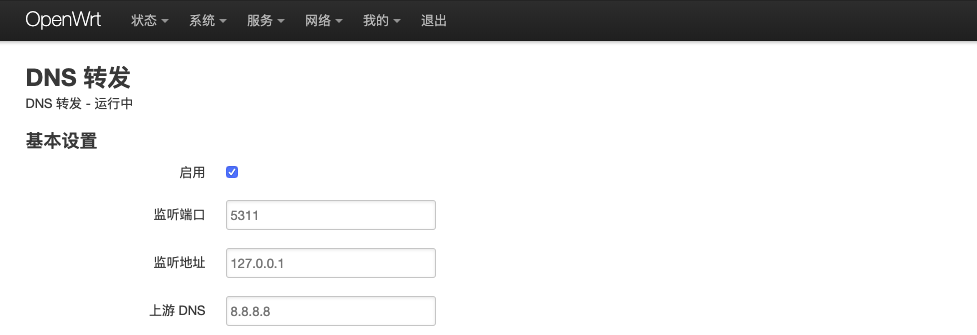 OpenWrt 状态 系统 服务 网络 我的 退出
DNS 转发
DNS 转发 - 运行中
基本设置
启用
监听端口 5311
监听地址 127.0.0.1
上游 DNS 8.8.8.8